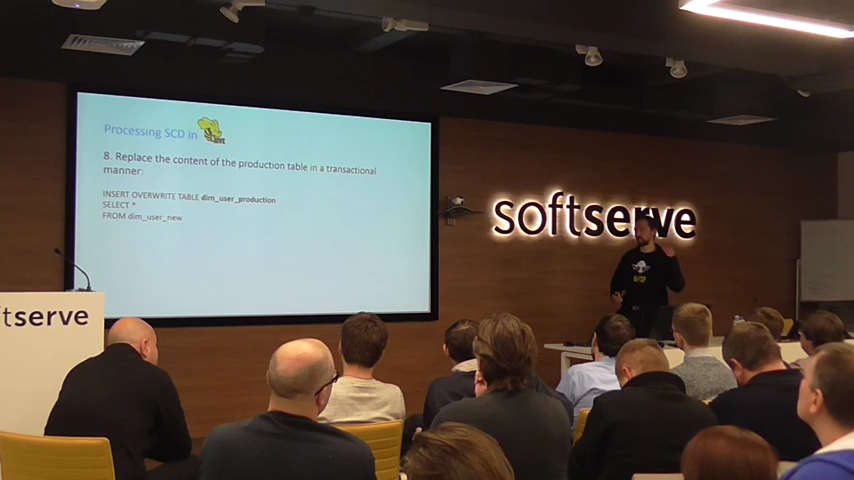 Processing SCD in
8. Replace the content of the production table in a transactional
manner:
INSERT OVERWRITE TABLE dim_user_production
SELECT *
FROM dim_user_new
softserve
ftserve